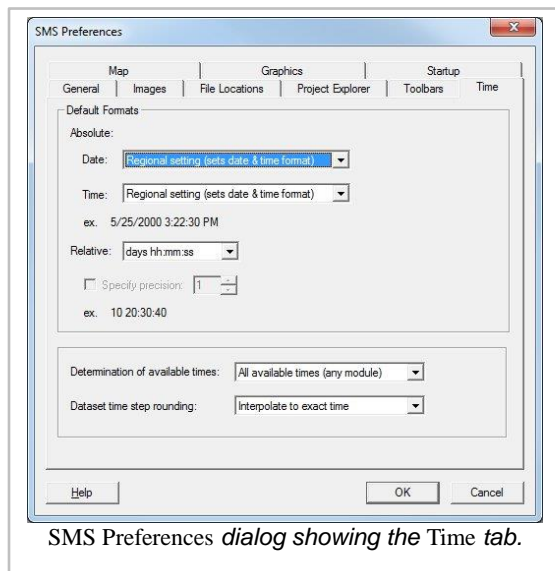 SMS Preferences
Map Graphics Startup
General Images File Locations Project Explorer Toolbars Time
Default Formats
Absolute:
Date: Regional setting (sets date & time format)
Time: Regional setting (sets date & time format)
ex. 5/25/2000 3:22:30 PM
Relative: days hh:mm:ss
Specify precision: 1
ex. 10 20:30:40
Determination of available times: All available times (any module)
Dataset time step rounding: Interpolate to exact time
Help OK Cancel
SMS Preferences dialog showing the Time tab.